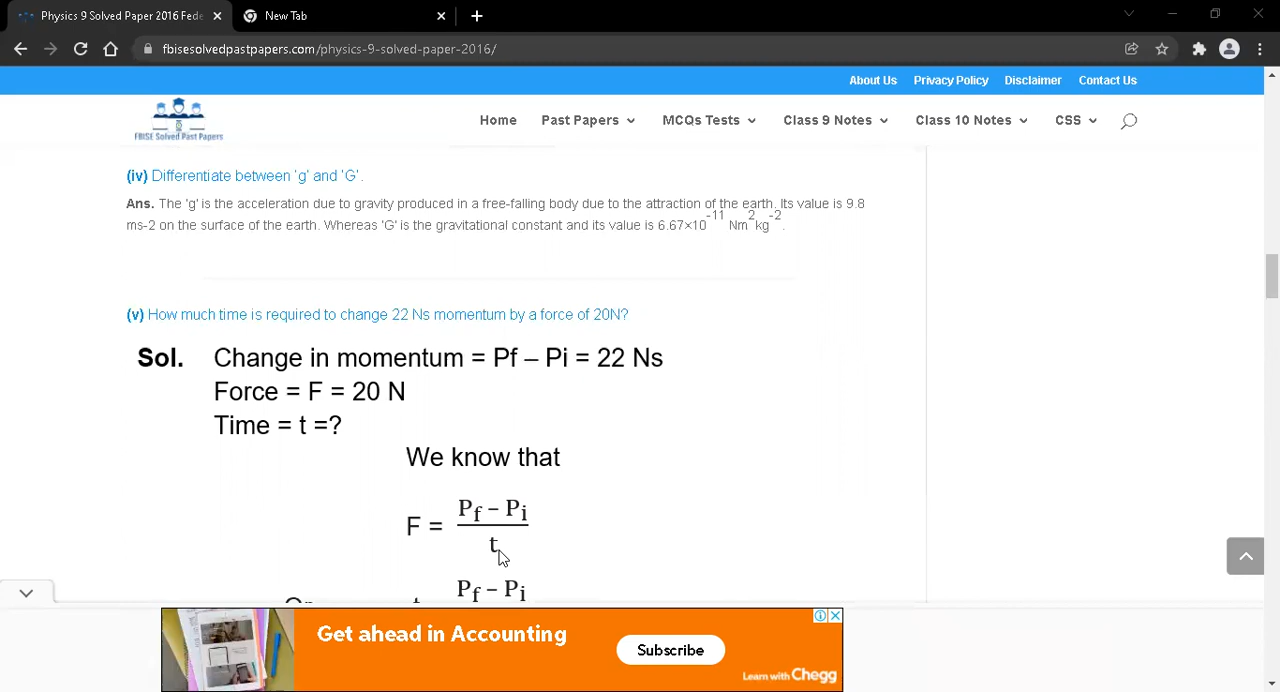 Physics 9 Solved Paper 2016 Fede
New Tab
fbisesolvedpastpapers.com/physics-9-solved-paper-2016/
About Us Privacy Policy Disclaimer Contact Us
FBISE Solved Past Papers
Home Past Papers MCQs Tests Class 9 Notes Class 10 Notes CSS
(iv) Differentiate between 'g' and 'G'.
Ans. The 'g' is the acceleration due to gravity produced in a free-falling body due to the attraction of the earth. Its value is 9.8
ms-2 on the surface of the earth. Whereas 'G' is the gravitational constant and its value is 6.67×10⁻¹¹ Nm²kg⁻².
(v) How much time is required to change 22 Ns momentum by a force of 20N?
Sol. Change in momentum = Pf – Pi = 22 Ns
Force = F = 20 N
Time = t =?
We know that
F = (P_f − P_i) / t
P_f − P_i
Get ahead in Accounting
Subscribe
Learn with Chegg